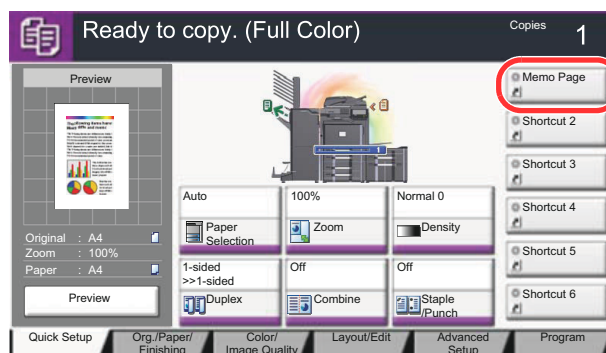 Ready to copy. (Full Color)
Copies
1
Preview
Original : A4
Zoom : 100%
Paper : A4
Preview
1
Auto
Paper
Selection
100%
Zoom
Normal 0
Density
1-sided
>>1-sided
Duplex
Off
Combine
Off
Staple
/Punch
Memo Page
Shortcut 2
Shortcut 3
Shortcut 4
Shortcut 5
Shortcut 6
Quick Setup
Org./Paper/
Finishing
Color/
Image Quality
Layout/Edit
Advanced
Setup
Program